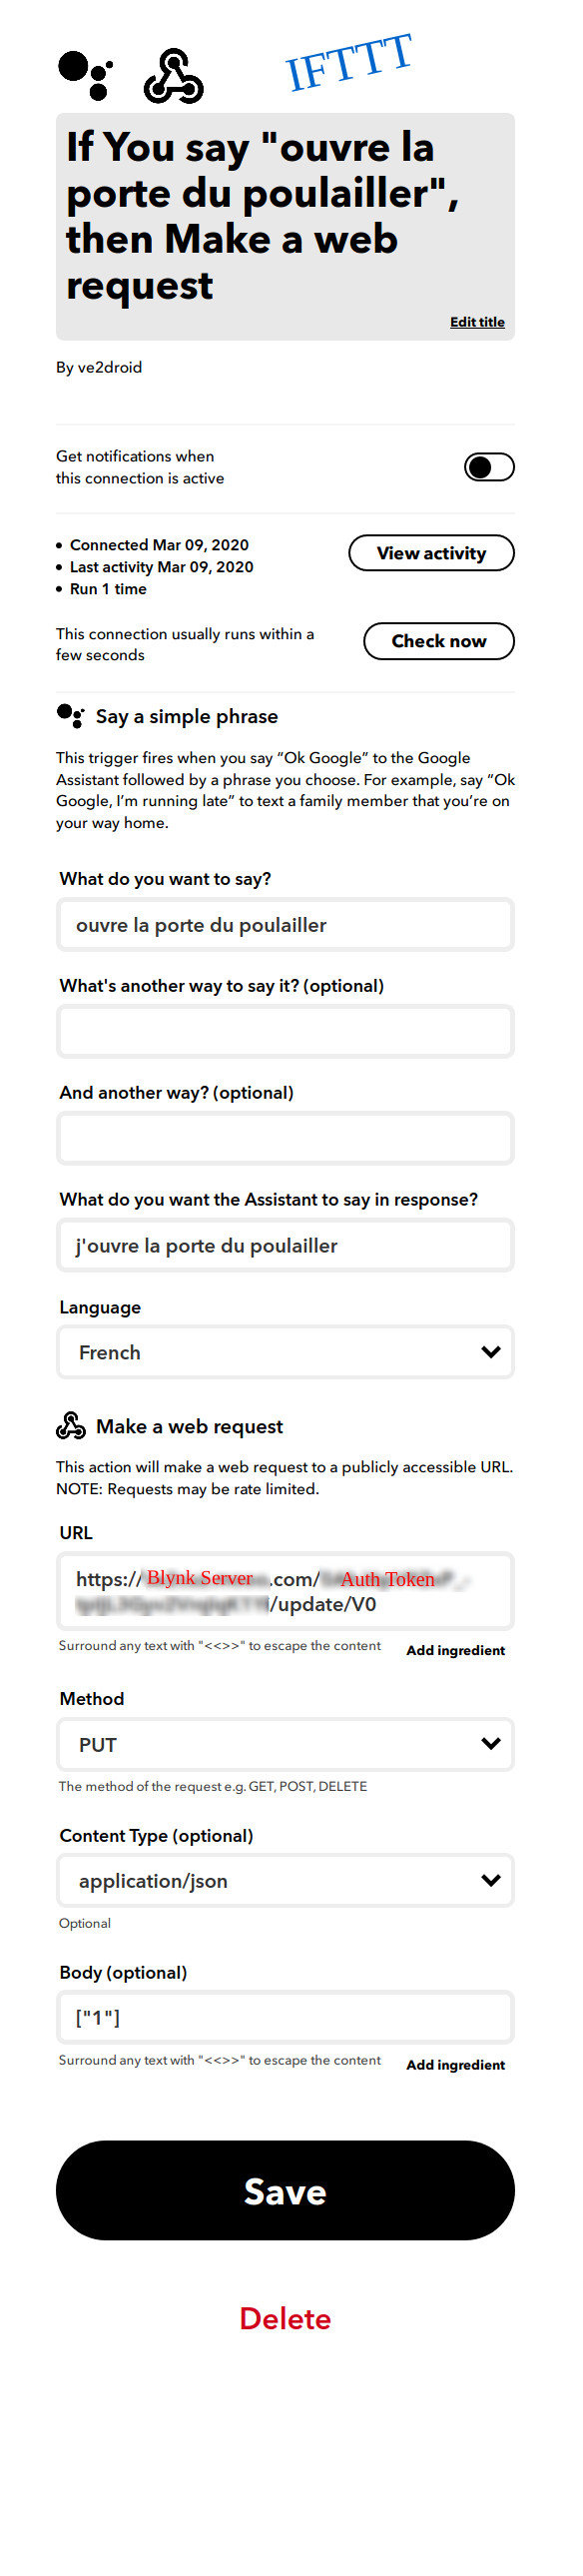 IFTTT
If You say "ouvre la
porte du poulailler",
then Make a web
request
Edit title
By ve2droid
Get notifications when
this connection is active
• Connected Mar 09, 2020
• Last activity Mar 09, 2020
• Run 1 time
View activity
This connection usually runs within a
few seconds
Check now
Say a simple phrase
This trigger fires when you say “Ok Google” to the Google
Assistant followed by a phrase you choose. For example, say “Ok
Google, I’m running late” to text a family member that you’re on
your way home.
What do you want to say?
ouvre la porte du poulailler
What's another way to say it? (optional)
And another way? (optional)
What do you want the Assistant to say in response?
j'ouvre la porte du poulailler
Language
French
Make a web request
This action will make a web request to a publicly accessible URL.
NOTE: Requests may be rate limited.
URL
https://Blynk Server.com/Auth Token
/update/V0
Surround any text with "<<>>" to escape the content
Add ingredient
Method
PUT
The method of the request e.g. GET, POST, DELETE
Content Type (optional)
application/json
Optional
Body (optional)
["1"]
Surround any text with "<<>>" to escape the content
Add ingredient
Save
Delete